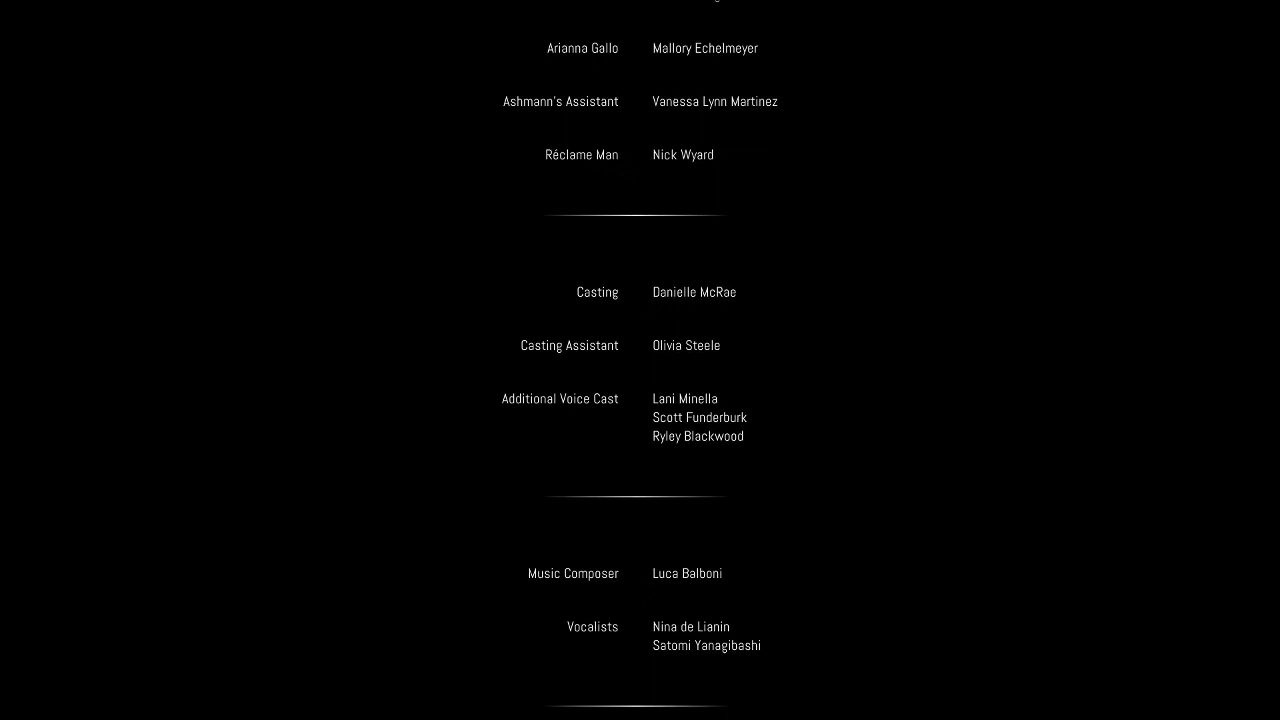 Arianna Gallo Mallory Echelmeyer
Ashmann's Assistant Vanessa Lynn Martinez
Réclame Man Nick Wyard
Casting Danielle McRae
Casting Assistant Olivia Steele
Additional Voice Cast Lani Minella
Scott Funderburk
Ryley Blackwood
Music Composer Luca Balboni
Vocalists Nina de Lianin
Satomi Yanagibashi